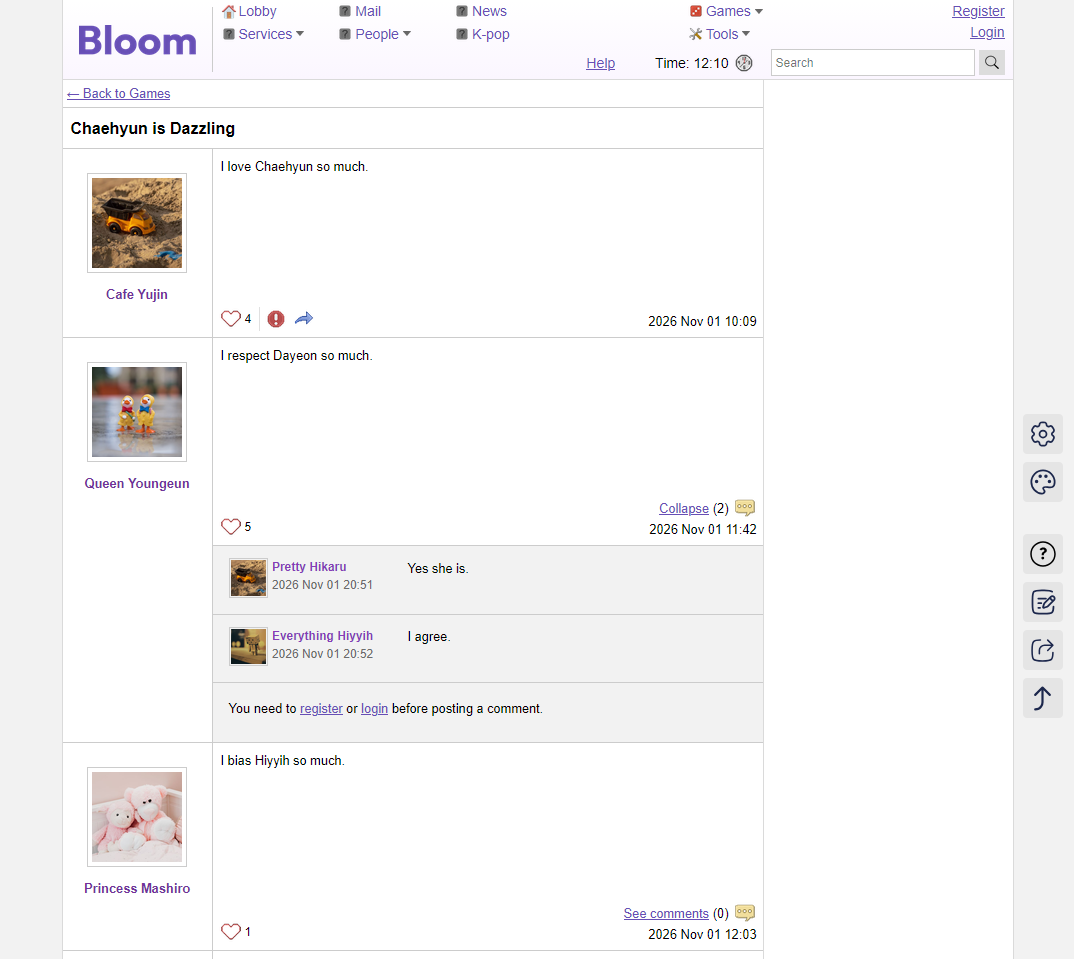 Bloom
Lobby
Mail
News
Games
Services
People
K-pop
Tools
Register
Login
Help
Time: 12:10
Search
← Back to Games
Chaehyun is Dazzling
I love Chaehyun so much.
Cafe Yujin
4
2026 Nov 01 10:09
I respect Dayeon so much.
Queen Youngeun
Collapse (2)
5
2026 Nov 01 11:42
Pretty Hikaru
2026 Nov 01 20:51
Yes she is.
Everything Hiyyih
2026 Nov 01 20:52
I agree.
You need to register or login before posting a comment.
I bias Hiyyih so much.
Princess Mashiro
See comments (0)
1
2026 Nov 01 12:03